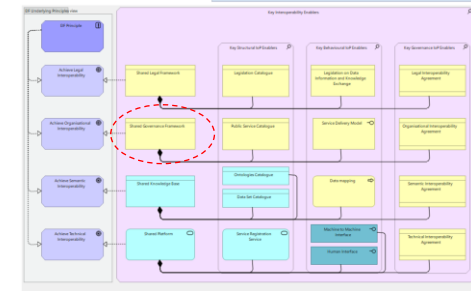 EIF Underlying Principles view
Key Interoperability Enablers
EIF Principle
Key Structural IoP Enablers
Key Behavioural IoP Enablers
Key Governance IoP Enablers
Achieve Legal
Interoperability
Shared Legal Framework
Legislation Catalogue
Legislation on Data
Information and Knowledge
Exchange
Legal Interoperability
Agreement
Achieve Organisational
Interoperability
Shared Governance Framework
Public Service Catalogue
Service Delivery Model
Organisational Interoperability
Agreement
Achieve Semantic
Interoperability
Shared Knowledge Base
Ontologies Catalogue
Data Set Catalogue
Data mapping
Semantic Interoperability
Agreement
Achieve Technical
Interoperability
Shared Platform
Service Registration
Service
Machine to Machine
Interface
Human Interface
Technical Interoperability
Agreement